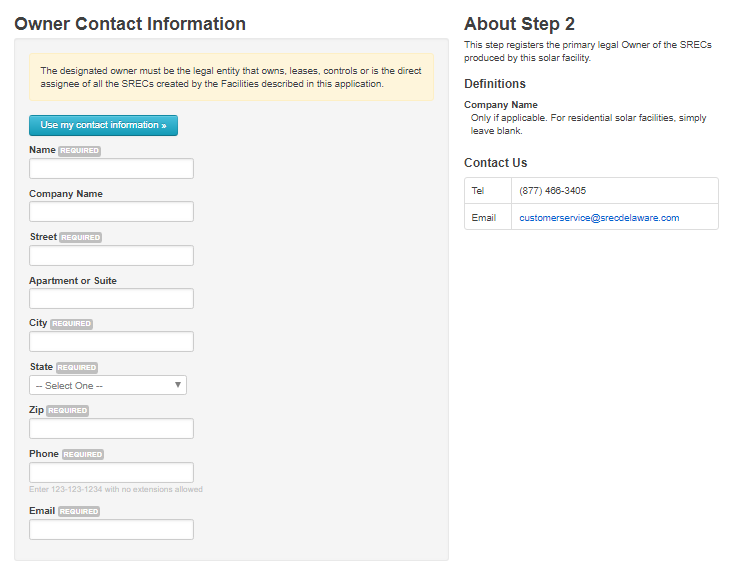 Owner Contact Information
The designated owner must be the legal entity that owns, leases, controls or is the direct
assignee of all the SRECs created by the Facilities described in this application.
Use my contact information »
Name REQUIRED
Company Name
Street REQUIRED
Apartment or Suite
City REQUIRED
State REQUIRED
-- Select One --
Zip REQUIRED
Phone REQUIRED
Enter 123-123-1234 with no extensions allowed
Email REQUIRED
About Step 2
This step registers the primary legal Owner of the SRECs
produced by this solar facility.
Definitions
Company Name
Only if applicable. For residential solar facilities, simply
leave blank.
Contact Us
Tel (877) 466-3405
Email customerservice@srecdelaware.com